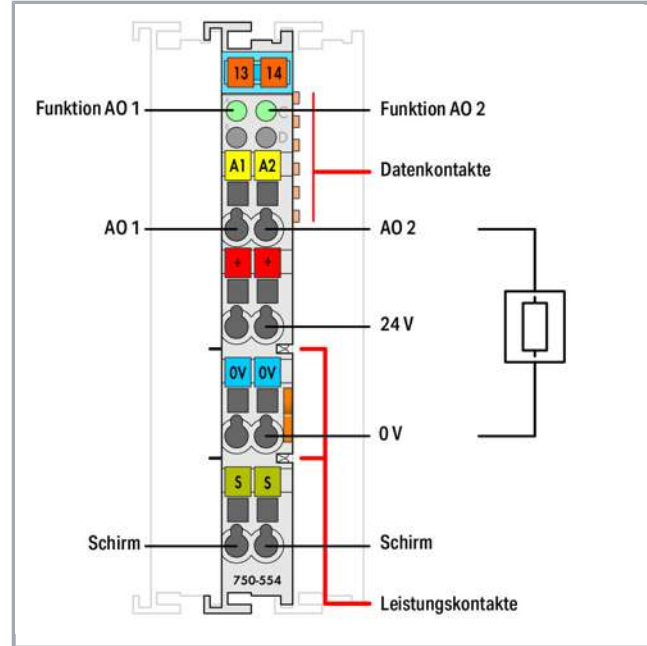 13 14
Funktion AO 1
C
Funktion AO 2
D
A1 A2
Datenkontakte
AO 1
AO 2
+ +
24 V
0V 0V
0 V
S S
Schirm
Schirm
750-554
Leistungskontakte